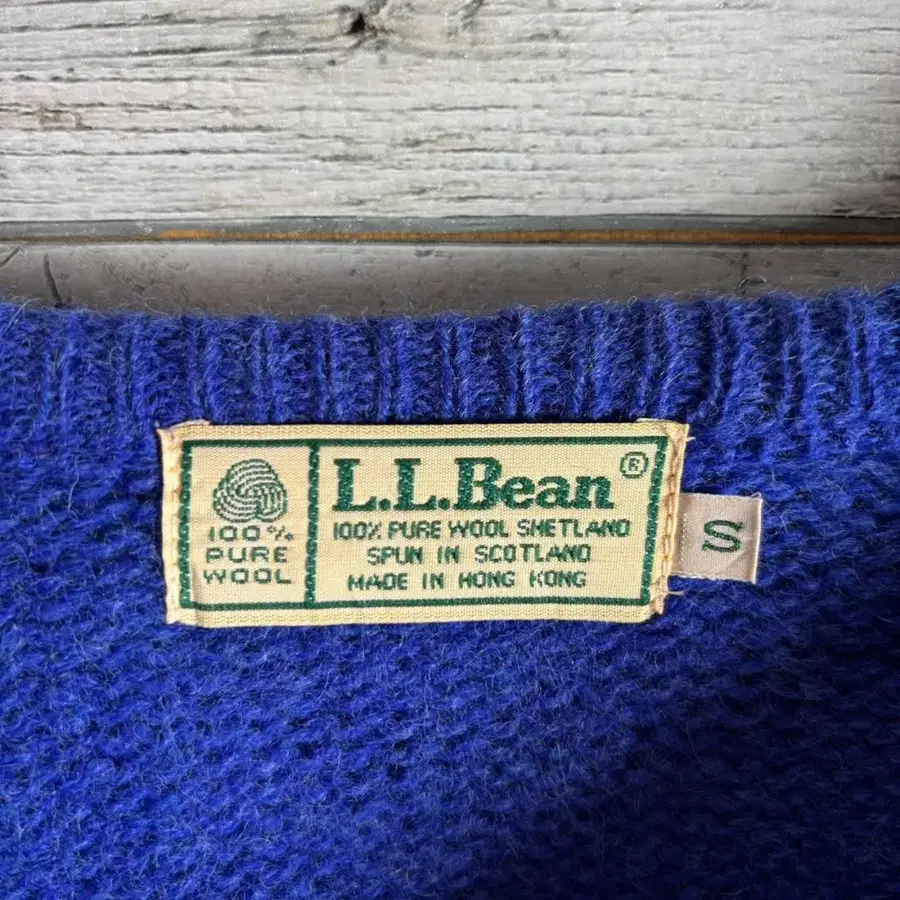 100%
PURE
WOOL
L.L.Bean®
100% PURE WOOL SHETLAND
SPUN IN SCOTLAND
MADE IN HONG KONG
S